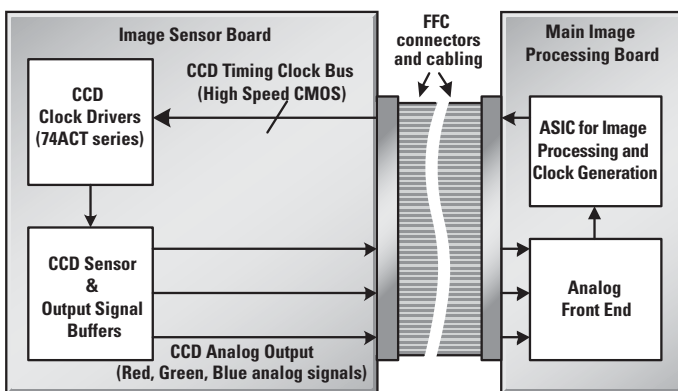 Image Sensor Board
FFC
connectors
and cabling
Main Image
Processing Board
CCD Timing Clock Bus
(High Speed CMOS)
CCD
Clock Drivers
(74ACT series)
ASIC for Image
Processing and
Clock Generation
CCD Sensor
&
Output Signal
Buffers
Analog
Front End
CCD Analog Output
(Red, Green, Blue analog signals)